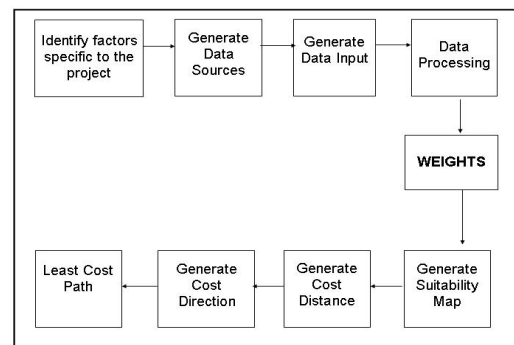 Identify factors
specific to the
project
Generate
Data
Sources
Generate
Data Input
Data
Processing
WEIGHTS
Generate
Suitability
Map
Generate
Cost
Distance
Generate
Cost
Direction
Least Cost
Path